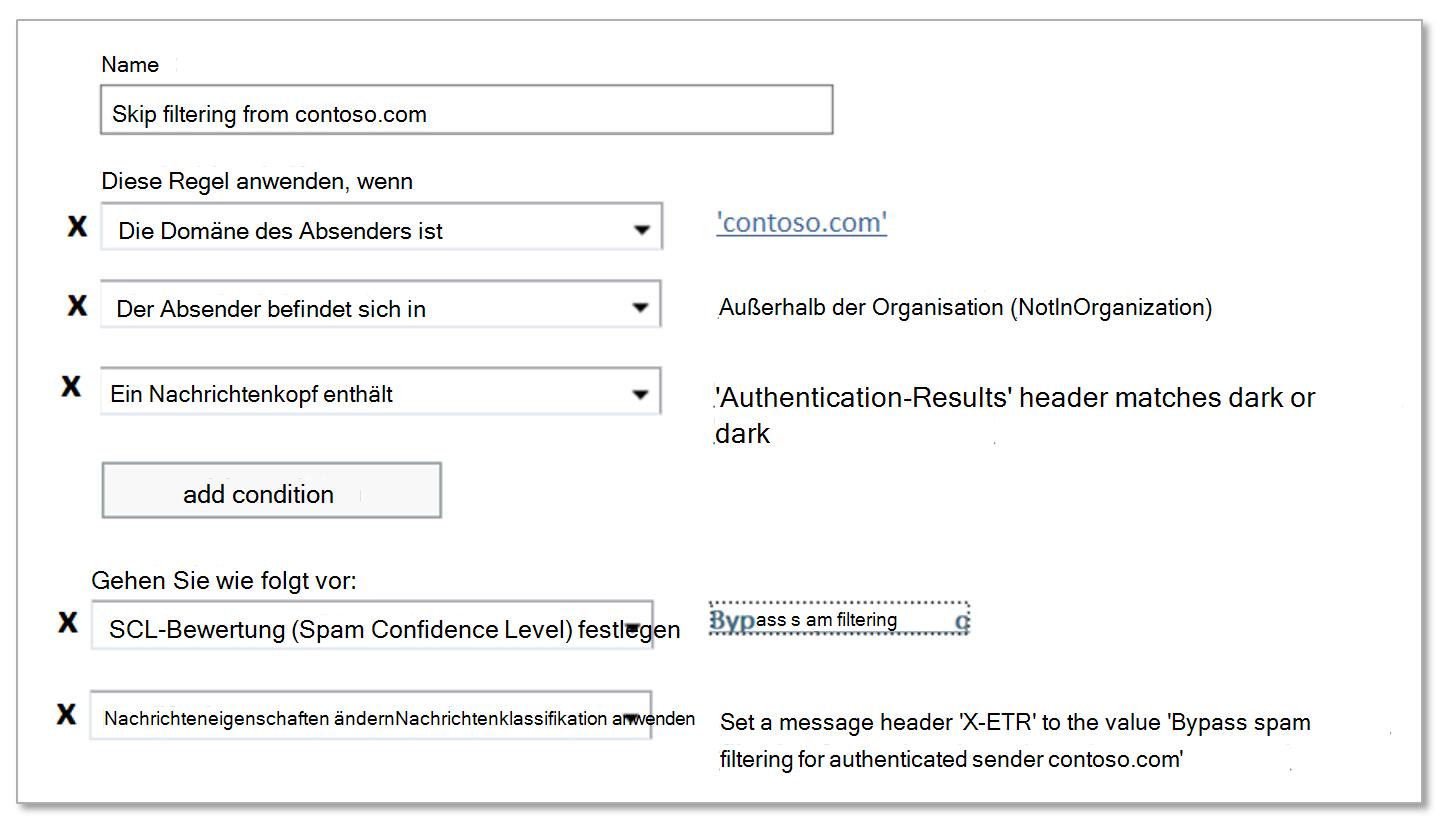 Name
Skip filtering from contoso.com
Diese Regel anwenden, wenn
X Die Domäne des Absenders ist 'contoso.com'
X Der Absender befindet sich in Außerhalb der Organisation (NotInOrganization)
X Ein Nachrichtenkopf enthält 'Authentication-Results' header matches dark or
dark
add condition
Gehen Sie wie folgt vor:
X SCL-Bewertung (Spam Confidence Level) festlegen Bypass s am filtering
X Nachrichteneigenschaften ändernNachrichtenklassifikation anwenden Set a message header 'X-ETR' to the value 'Bypass spam
filtering for authenticated sender contoso.com'